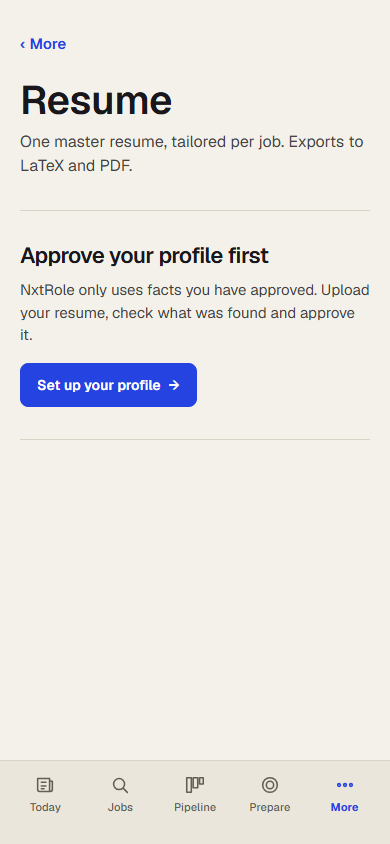 ‹ More
Resume
One master resume, tailored per job. Exports to
LaTeX and PDF.
Approve your profile first
NxtRole only uses facts you have approved. Upload
your resume, check what was found and approve
it.
Set up your profile →
Today
Jobs
Pipeline
Prepare
More